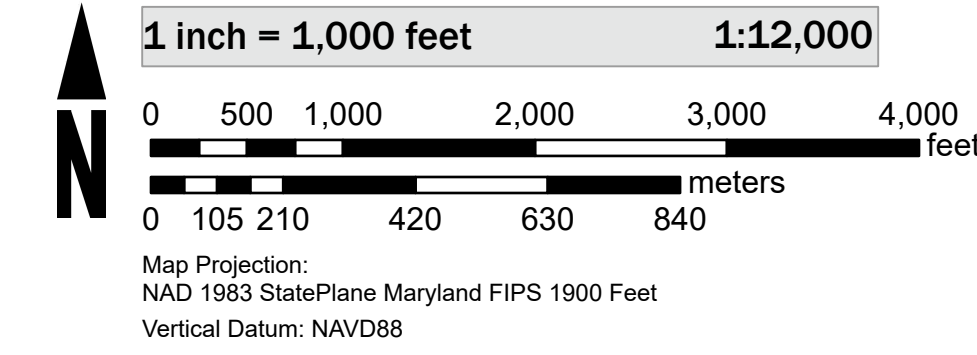 1 inch = 1,000 feet 1:12,000
0 500 1,000 2,000 3,000 4,000
feet
N
meters
0 105 210 420 630 840
Map Projection:
NAD 1983 StatePlane Maryland FIPS 1900 Feet
Vertical Datum: NAVD88